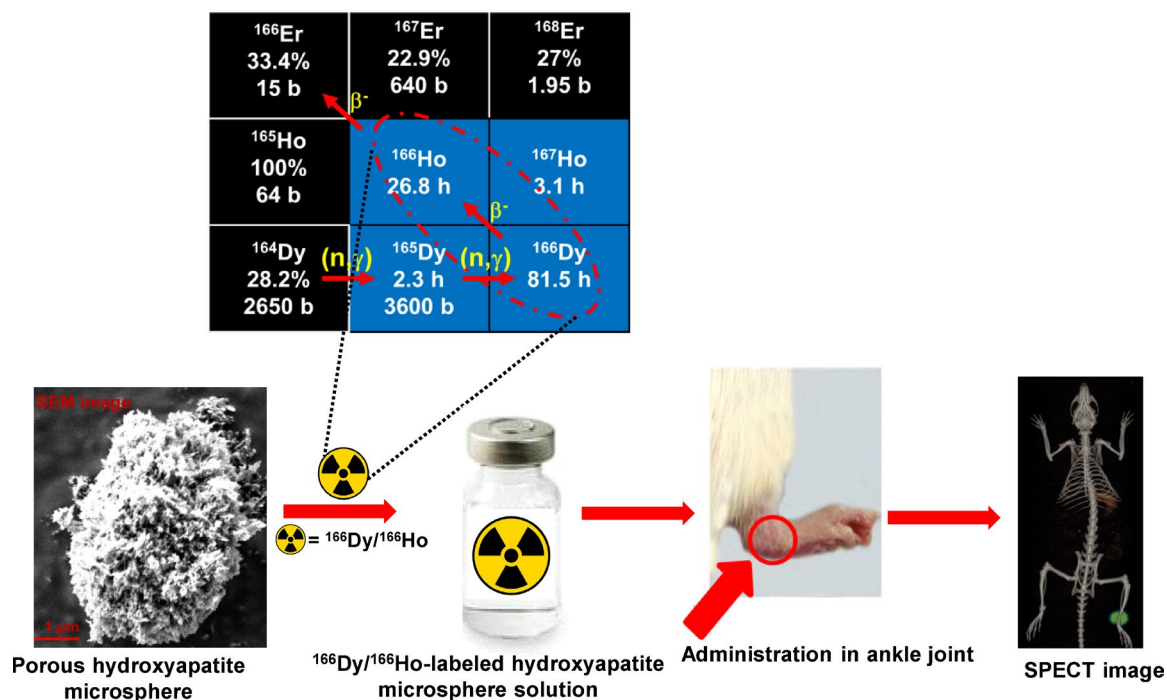 ¹⁶⁶Er
33.4%
15 b
¹⁶⁷Er
22.9%
640 b
¹⁶⁸Er
27%
1.95 b
β⁻
¹⁶⁵Ho
100%
64 b
¹⁶⁶Ho
26.8 h
¹⁶⁷Ho
3.1 h
β⁻
¹⁶⁴Dy
28.2%
2650 b
(n,γ)
¹⁶⁵Dy
2.3 h
3600 b
(n,γ)
¹⁶⁶Dy
81.5 h
SEM image
1 µm
= ¹⁶⁶Dy/¹⁶⁶Ho
Porous hydroxyapatite
microsphere
¹⁶⁶Dy/¹⁶⁶Ho-labeled hydroxyapatite
microsphere solution
Administration in ankle joint
SPECT image